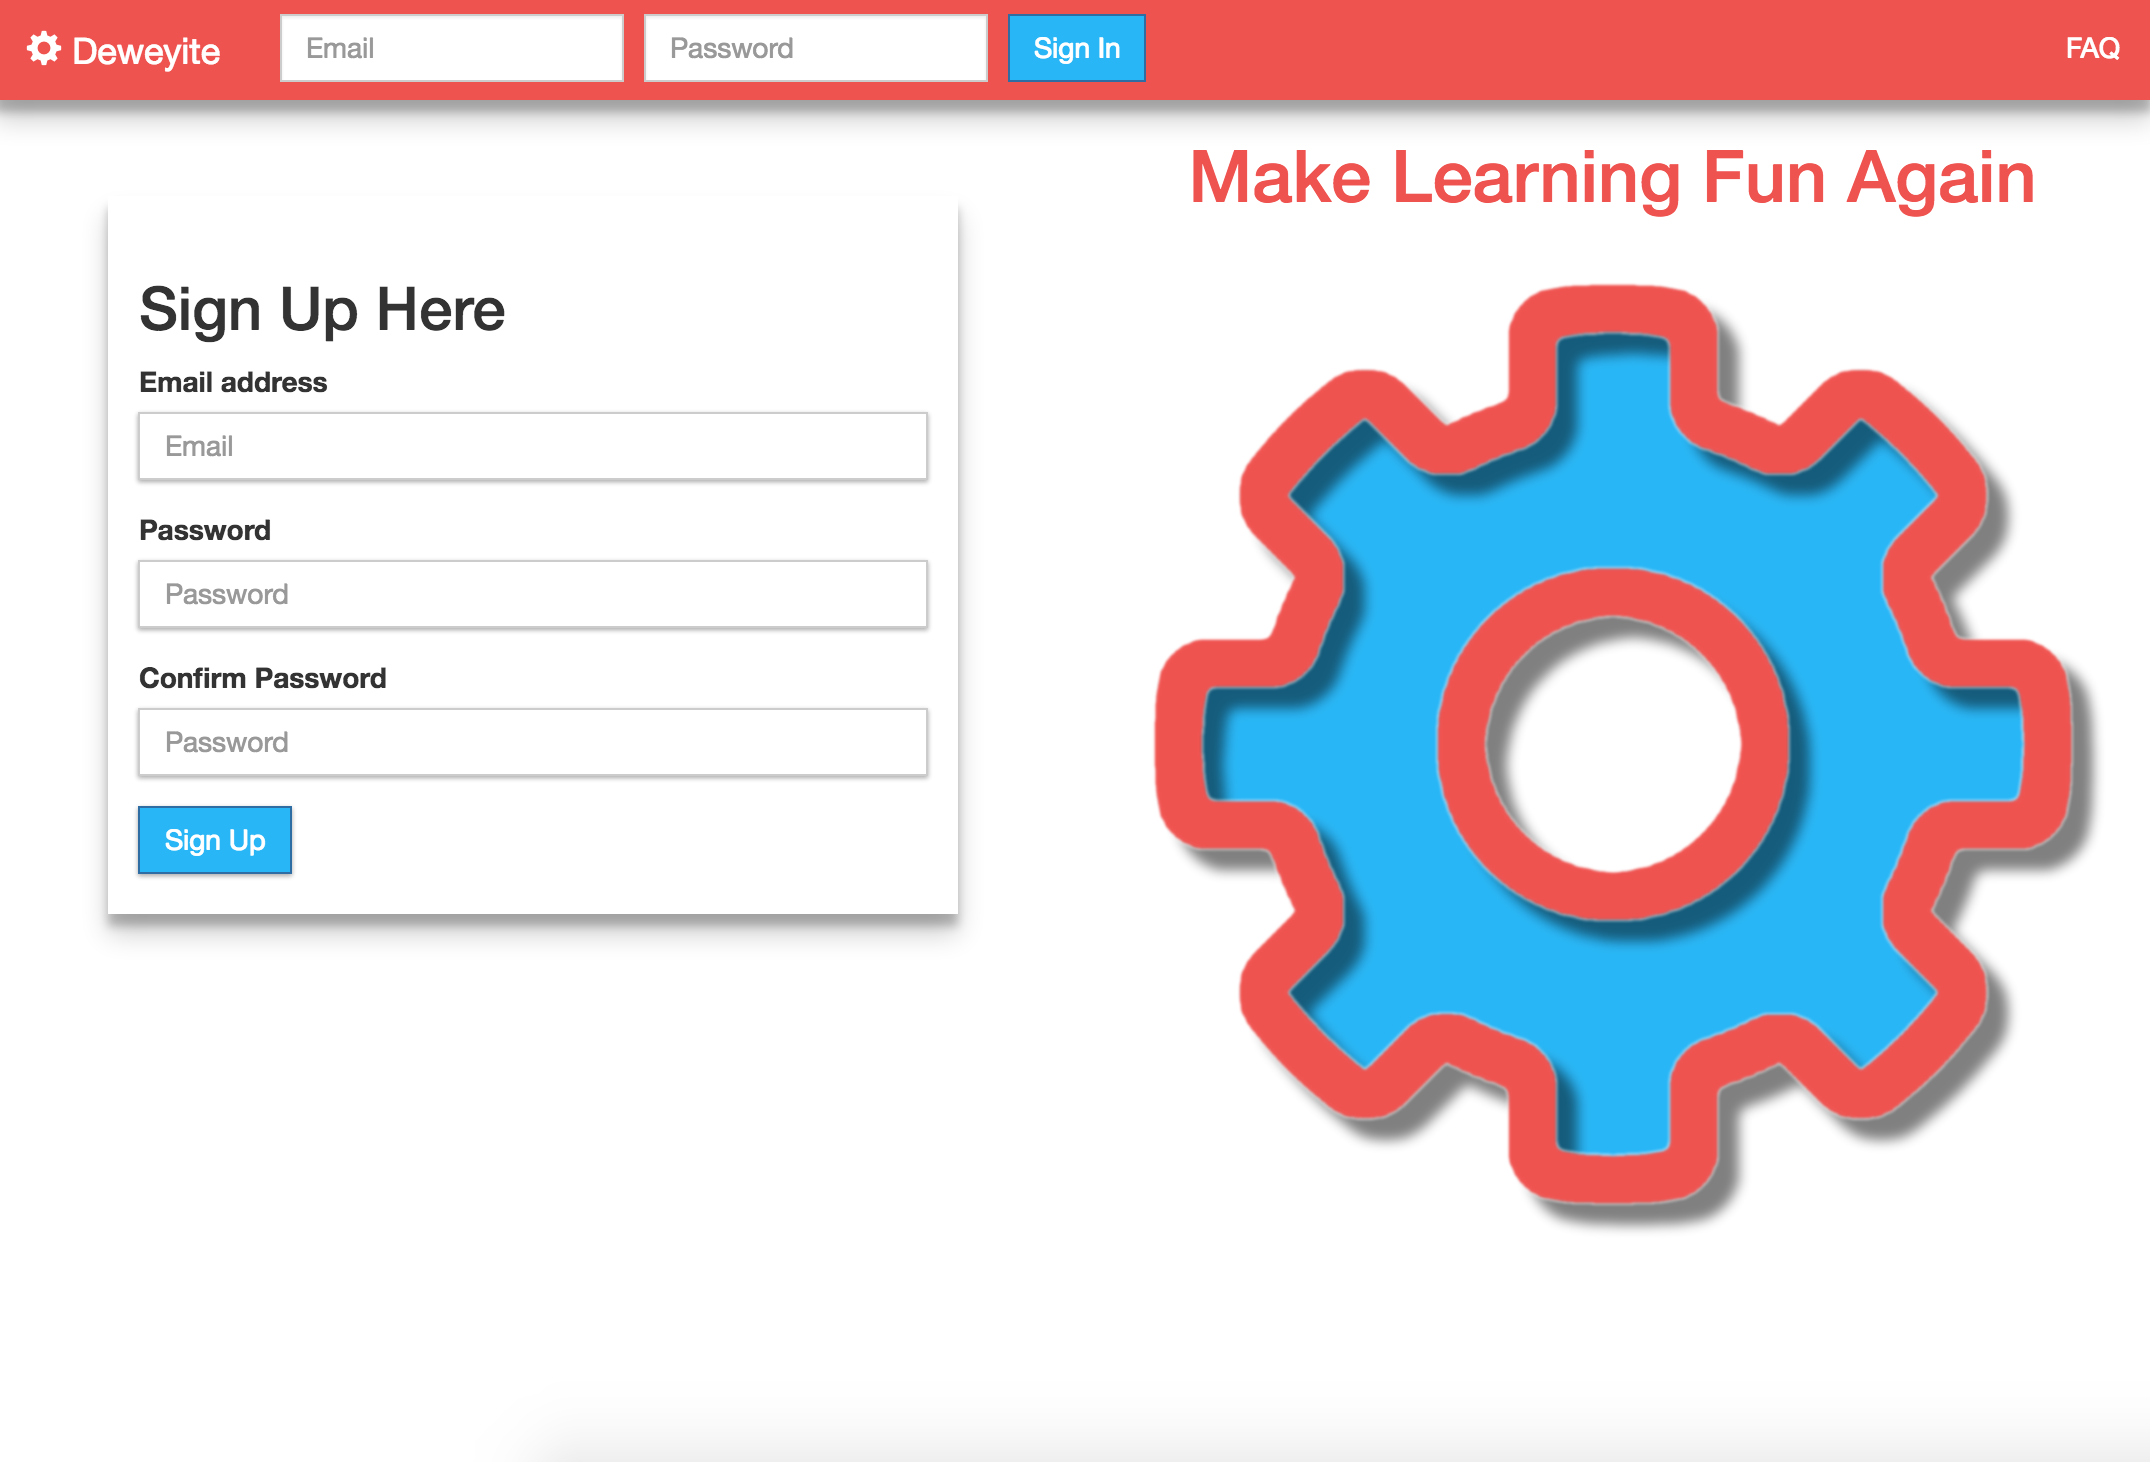 Deweyite
Email
Password
Sign In
FAQ
Make Learning Fun Again
Sign Up Here
Email address
Email
Password
Password
Confirm Password
Password
Sign Up